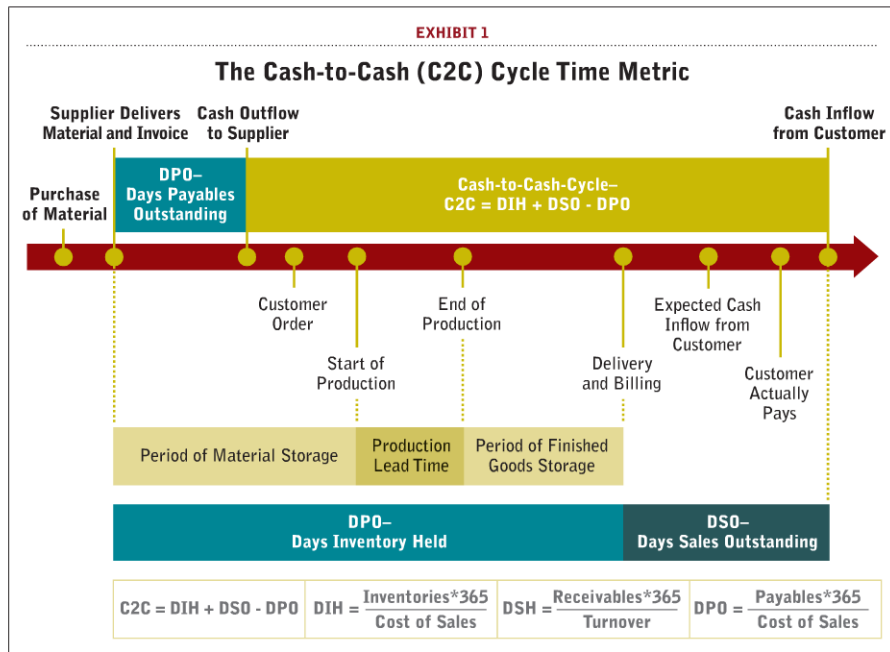 EXHIBIT 1
The Cash-to-Cash (C2C) Cycle Time Metric
Supplier Delivers
Material and Invoice
Cash Outflow
to Supplier
Cash Inflow
from Customer
Purchase
of Material
DPO–
Days Payables
Outstanding
Cash-to-Cash-Cycle–
C2C = DIH + DSO - DPO
Customer
Order
Start of
Production
End of
Production
Delivery
and Billing
Expected Cash
Inflow from
Customer
Customer
Actually
Pays
Period of Material Storage
Production
Lead Time
Period of Finished
Goods Storage
DPO–
Days Inventory Held
DSO–
Days Sales Outstanding
C2C = DIH + DSO - DPO
DIH = Inventories*365
Cost of Sales
DSH = Receivables*365
Turnover
DPO = Payables*365
Cost of Sales